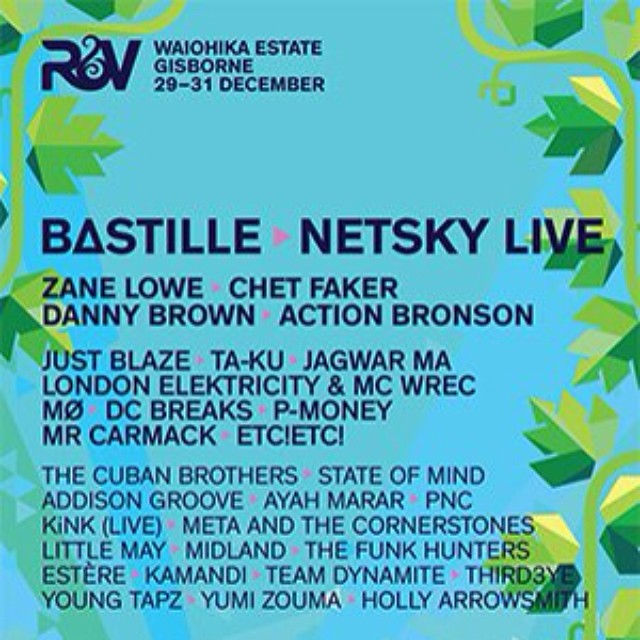 R&V
WAIOHIKA ESTATE
GISBORNE
29–31 DECEMBER
BΔSTILLE NETSKY LIVE
ZANE LOWE CHET FAKER
DANNY BROWN ACTION BRONSON
JUST BLAZE TA-KU JAGWAR MA
LONDON ELEKTRICITY & MC WREC
MØ DC BREAKS P-MONEY
MR CARMACK ETC!ETC!
THE CUBAN BROTHERS STATE OF MIND
ADDISON GROOVE AYAH MARAR PNC
KiNK (LIVE) META AND THE CORNERSTONES
LITTLE MAY MIDLAND THE FUNK HUNTERS
ESTÈRE KAMANDI TEAM DYNAMITE THIRD3YE
YOUNG TAPZ YUMI ZOUMA HOLLY ARROWSMITH